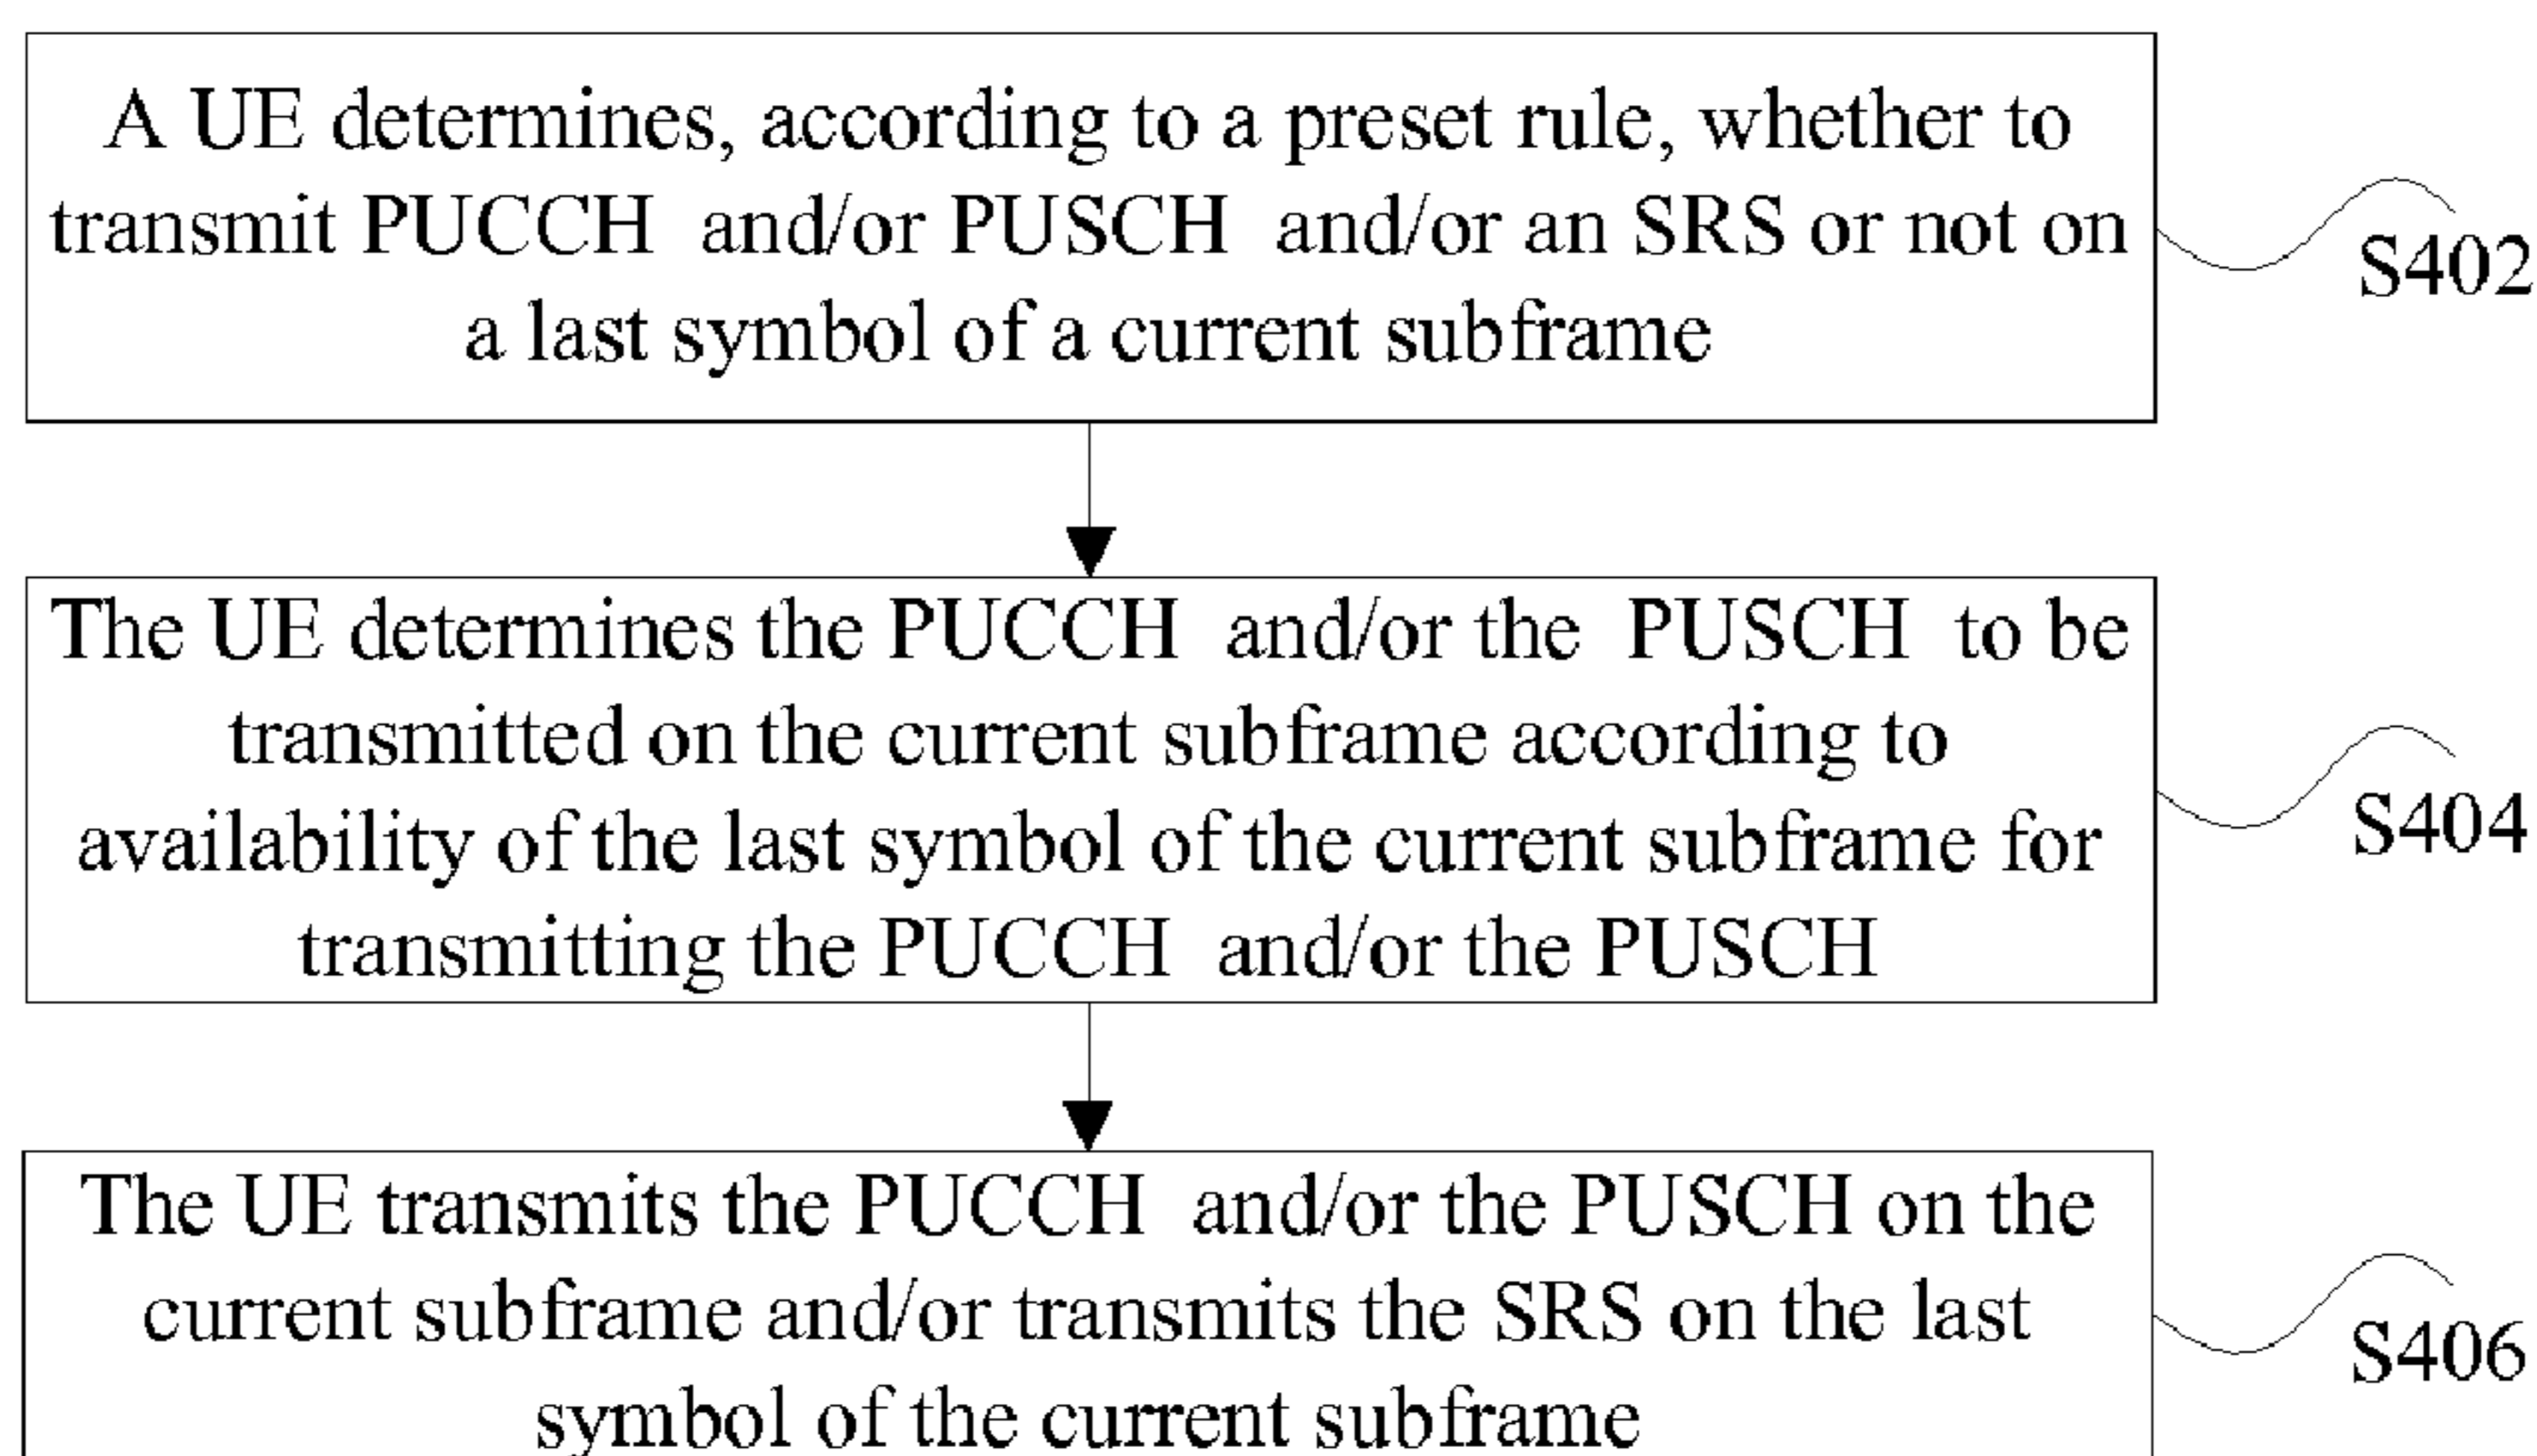 A UE determines, according to a preset rule, whether to
transmit PUCCH and/or PUSCH and/or an SRS or not on
a last symbol of a current subframe
S402
The UE determines the PUCCH and/or the PUSCH to be
transmitted on the current subframe according to
availability of the last symbol of the current subframe for
transmitting the PUCCH and/or the PUSCH
S404
The UE transmits the PUCCH and/or the PUSCH on the
current subframe and/or transmits the SRS on the last
symbol of the current subframe
S406